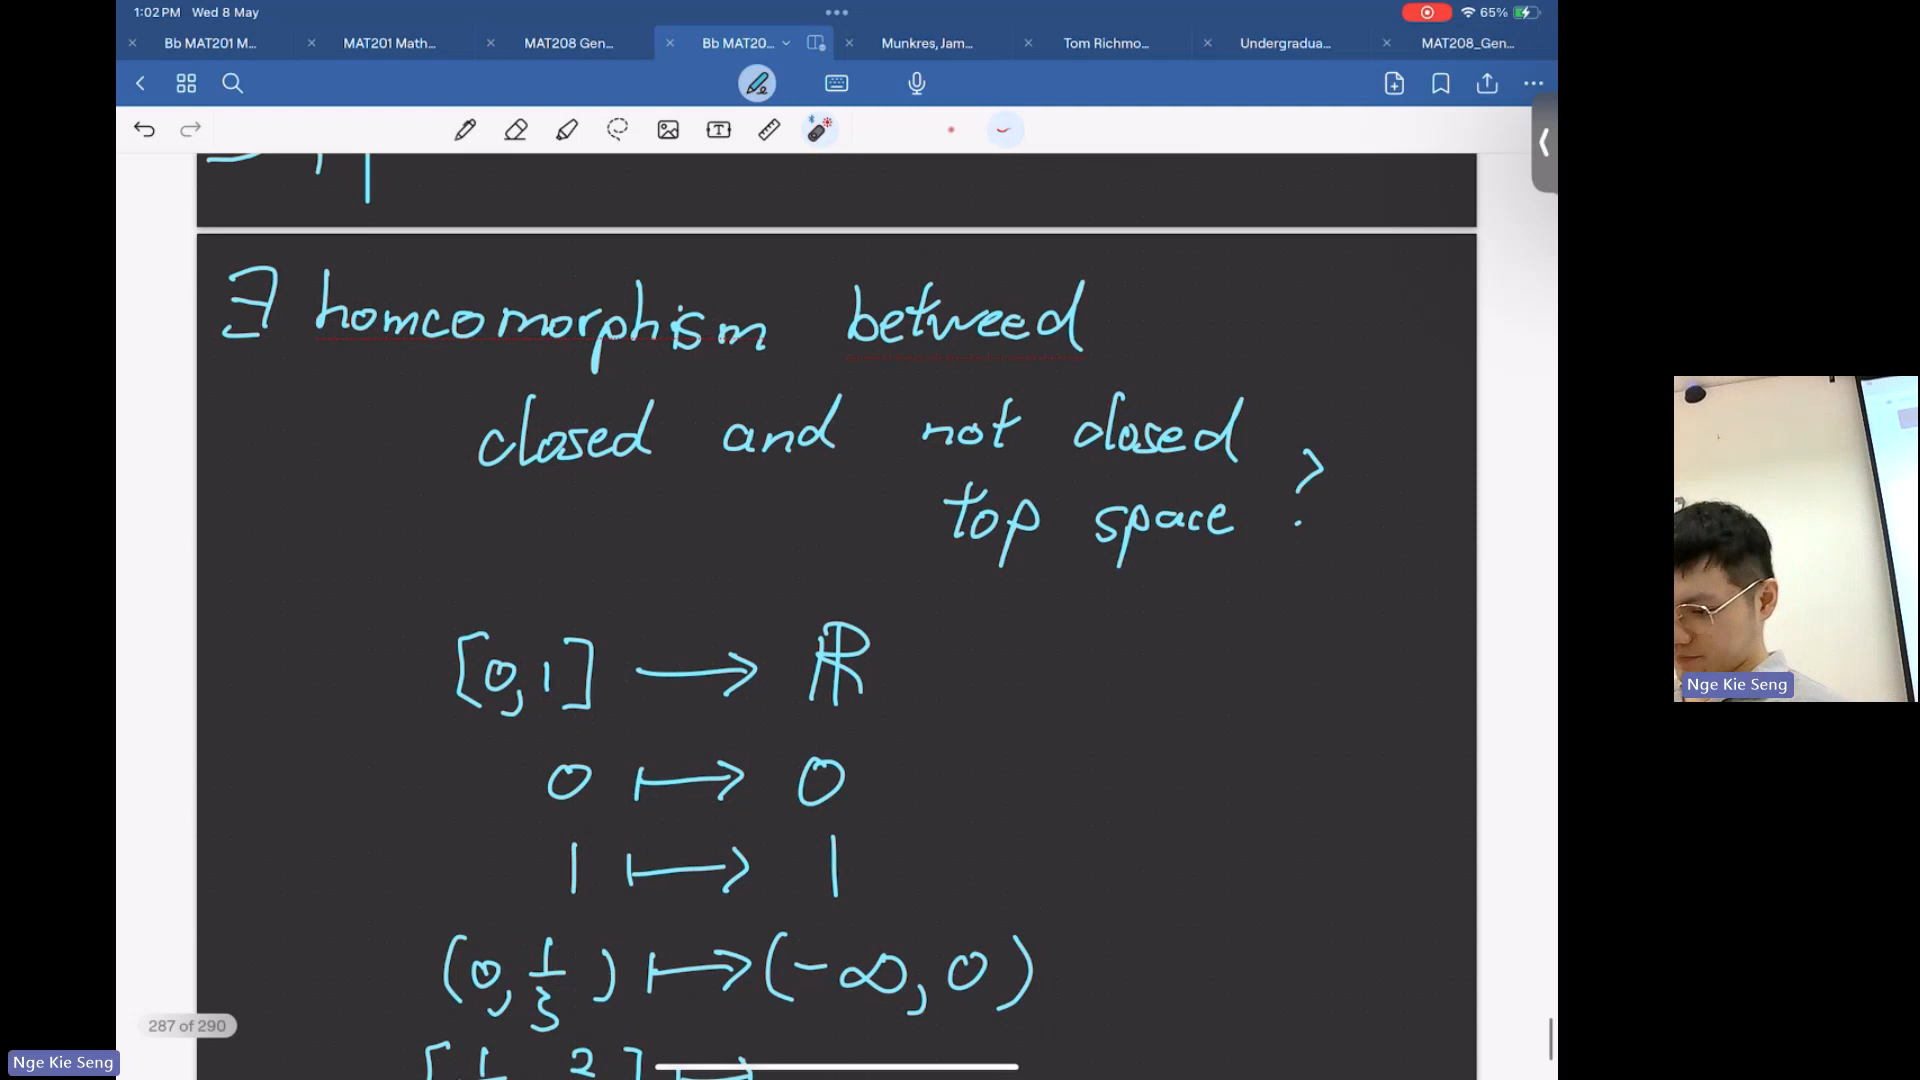 1:02 PM Wed 8 May
65%
Bb MAT201 M...
MAT201 Math...
MAT208 Gen...
Bb MAT20...
Munkres, Jam...
Tom Richmo...
Undergradua...
MAT208_Gen...
∃ homeomorphism betweed
closed and not closed
top space ?
[0,1] ⟶ ℝ
0 ⟼ 0
1 ⟼ 1
(0, 1/3) ⟼ (-∞, 0)
287 of 290
Nge Kie Seng
Nge Kie Seng